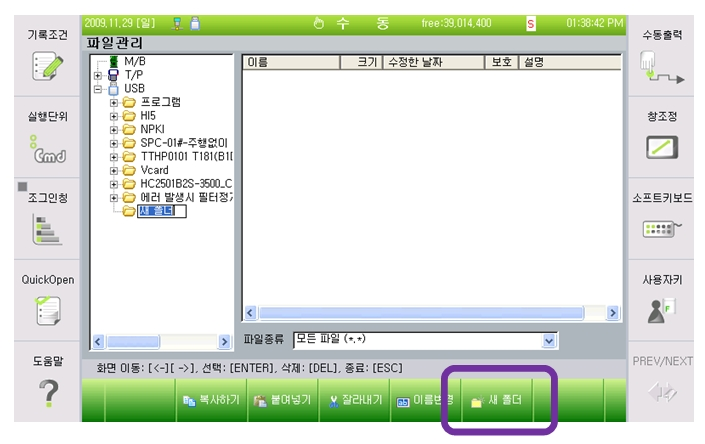 2009.11.29 [일] 수 동 free:39,014,400 S 01:38:42 PM
기록조건
실행단위
Cmd
조그인칭
QuickOpen
도움말
파일관리
M/B
T/P
USB
프로그램
HI5
NPKI
SPC-01#-주행없이
TTHP0101 T181(B1(
Vcard
HC2501B2S-3500_C
에러 발생시 필터정
새 폴더
이름 크기 수정한 날짜 보호 설명
파일종류 모든 파일 (*.*)
화면 이동: [<-][ ->], 선택: [ENTER], 삭제: [DEL], 종료: [ESC]
복사하기 붙여넣기 잘라내기 이름변경 새 폴더
수동출력
창조정
소프트키보드
사용자키
F
PREV/NEXT